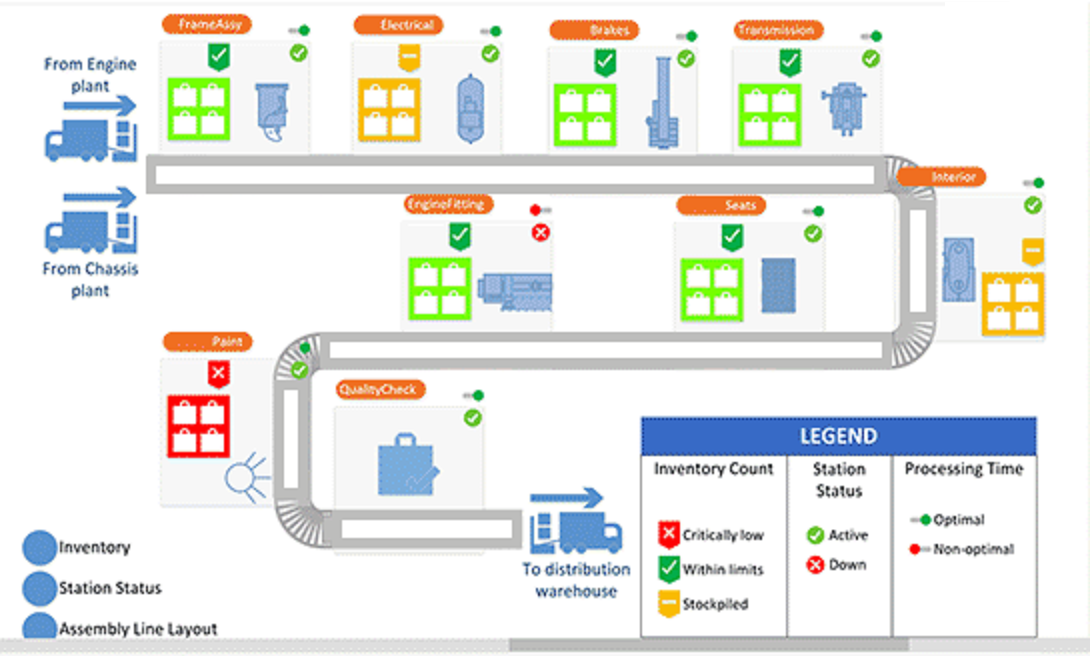 FrameAssy
Electrical
Brakes
Transmission
From Engine
plant
Interior
EngineFitting
Seats
From Chassis
plant
Paint
QualityCheck
LEGEND
Inventory Count
Station
Status
Processing Time
Critically low
Within limits
Stockpiled
Active
Down
Optimal
Non-optimal
To distribution
warehouse
Inventory
Station Status
Assembly Line Layout